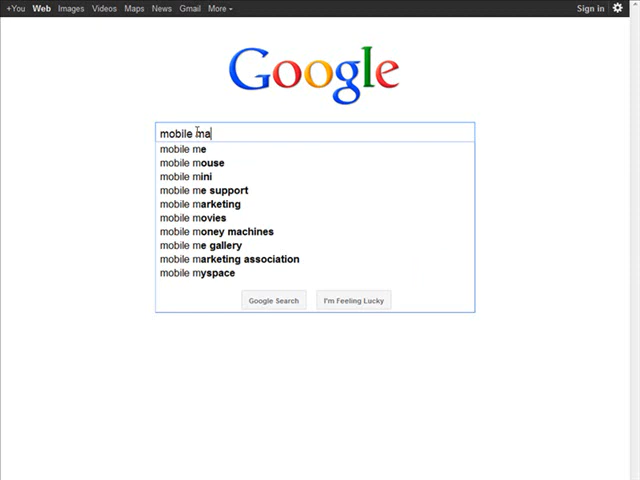 +You Web Images Videos Maps News Gmail More
Sign in
Google
mobile ma
mobile me
mobile mouse
mobile mini
mobile me support
mobile marketing
mobile movies
mobile money machines
mobile me gallery
mobile marketing association
mobile myspace
Google Search I'm Feeling Lucky